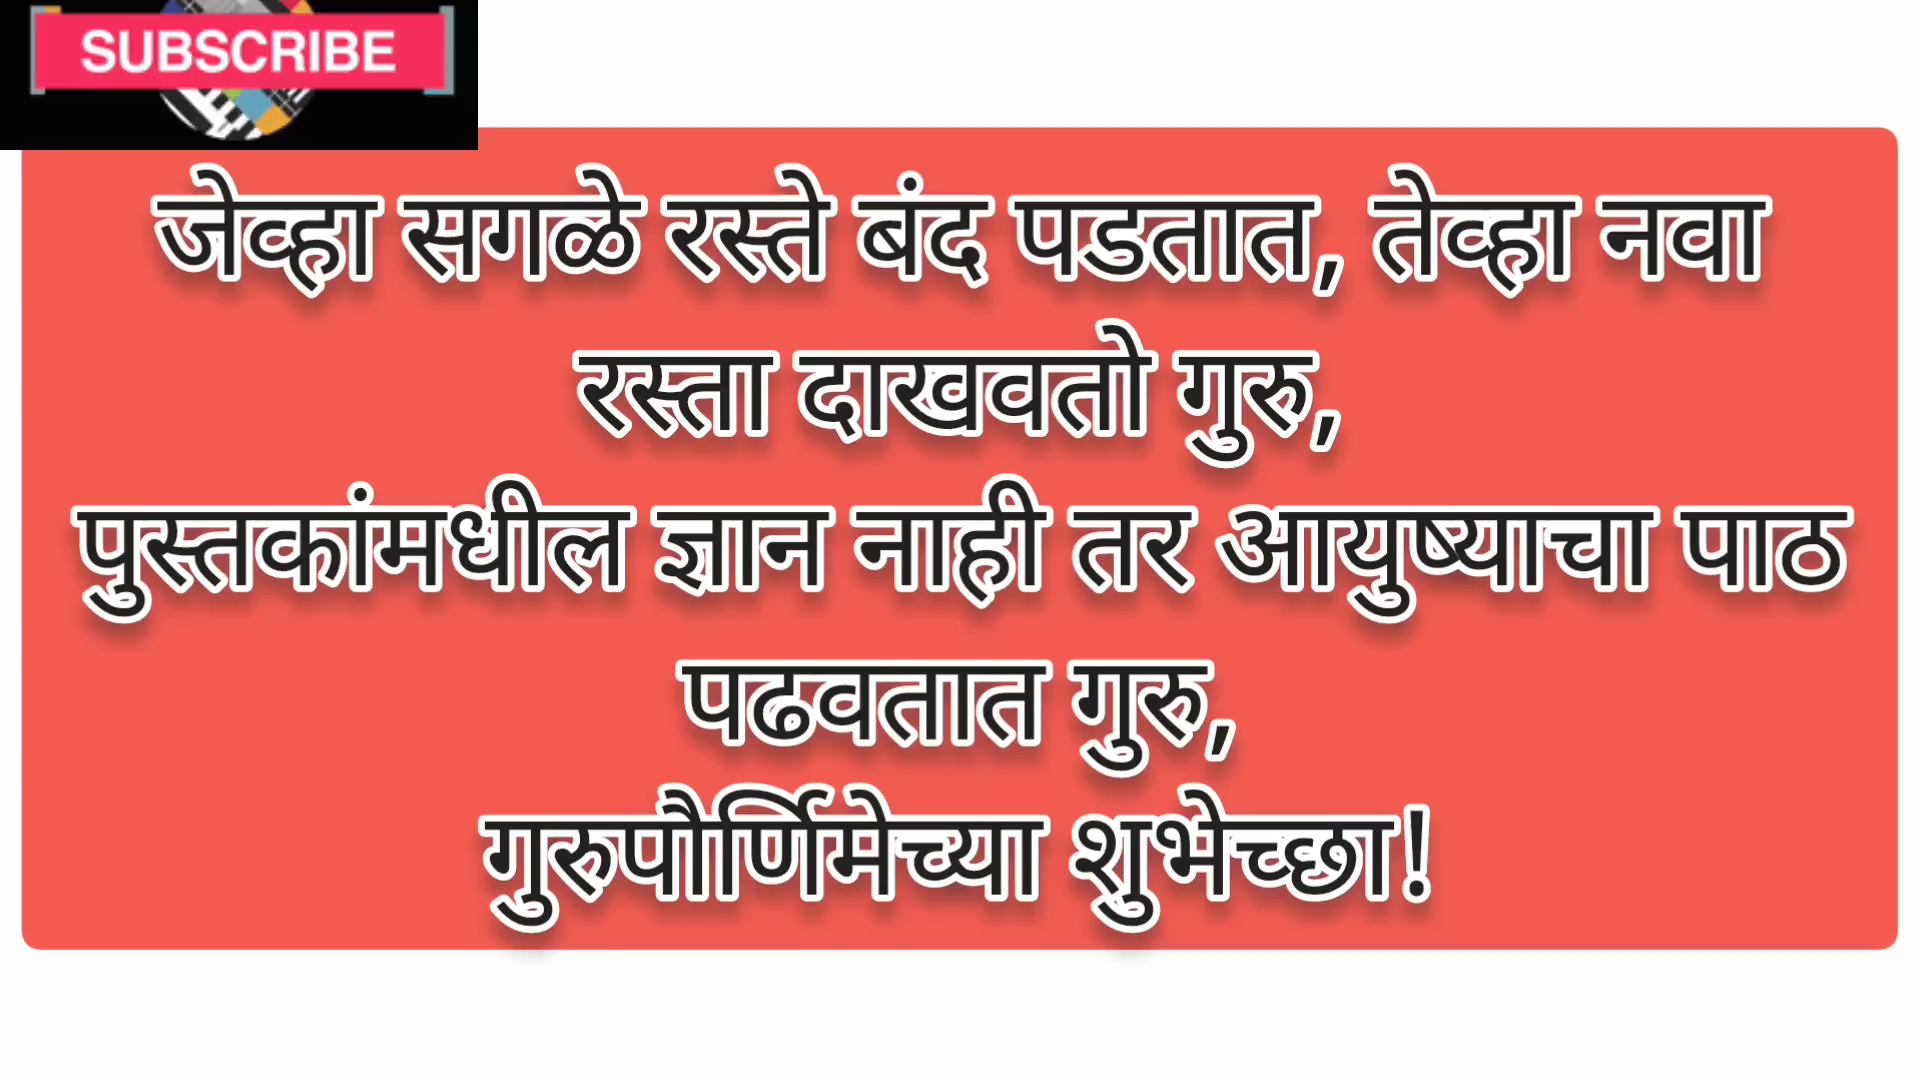 SUBSCRIBE
जेव्हा सगळे रस्ते बंद पडतात, तेव्हा नवा
रस्ता दाखवतो गुरु,
पुस्तकांमधील ज्ञान नाही तर आयुष्याचा पाठ
पढवतात गुरु,
गुरुपौर्णिमेच्या शुभेच्छा!